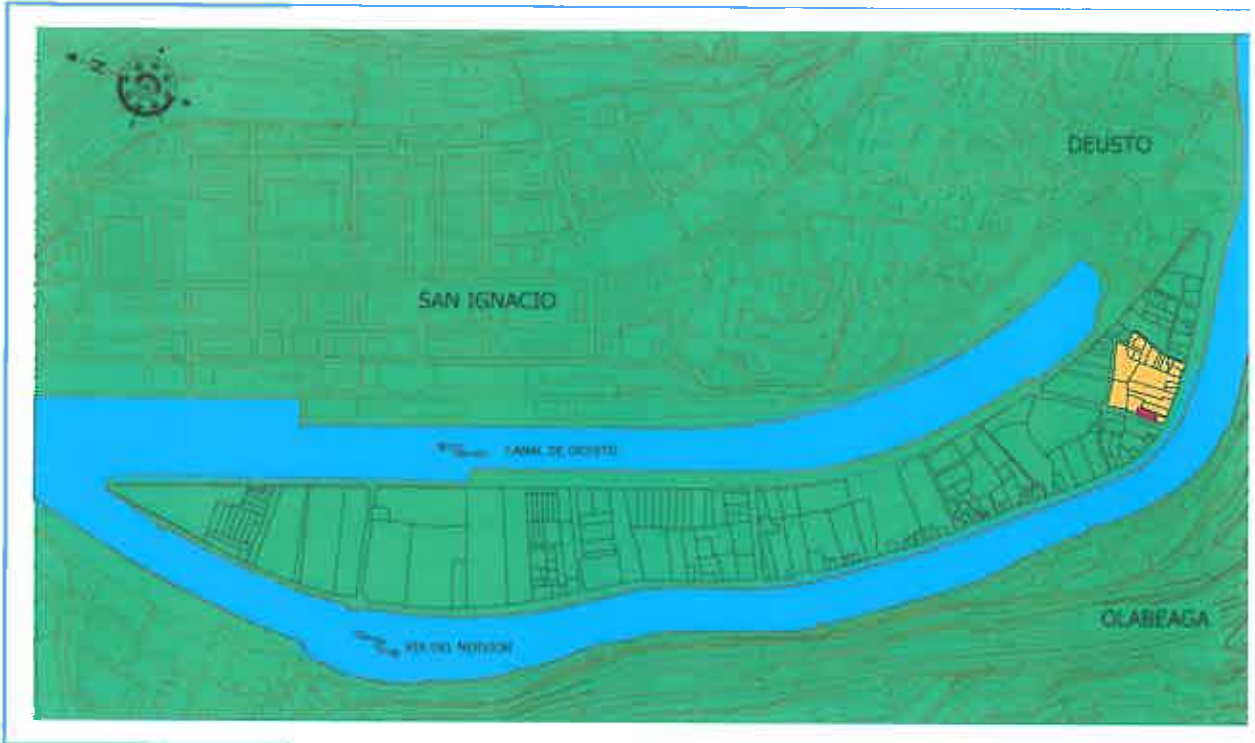 N
DEUSTO
SAN IGNACIO
CANAL DE DEUSTO
RIA DEL NERVION
OLABEAGA